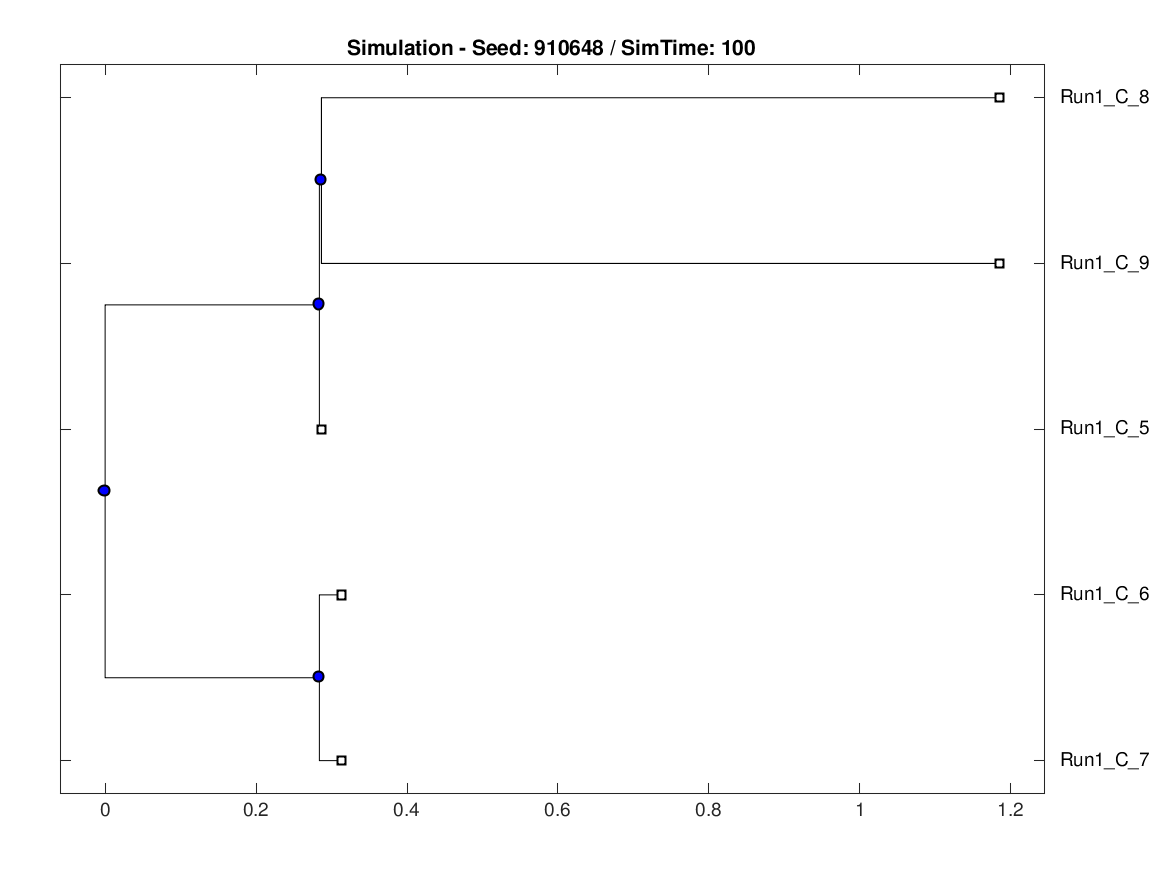 Simulation - Seed: 910648 / SimTime: 100
Run1_C_8
Run1_C_9
Run1_C_5
Run1_C_6
Run1_C_7
0 0.2 0.4 0.6 0.8 1 1.2